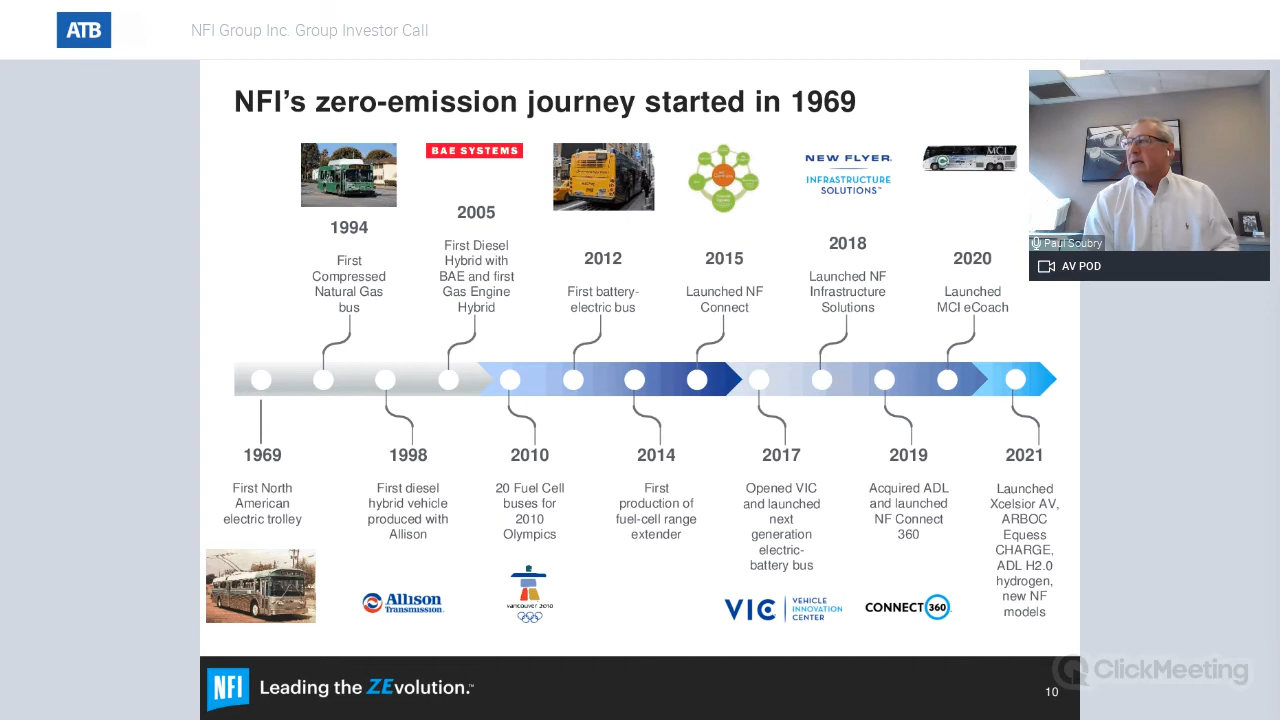 ATB
NFI Group Inc. Group Investor Call
NFI's zero-emission journey started in 1969
1994
First
Compressed
Natural Gas
bus
BAE SYSTEMS
2005
First Diesel
Hybrid with
BAE and first
Gas Engine
Hybrid
2012
First battery-
electric bus
2015
Launched NF
Connect
NEW FLYER
INFRASTRUCTURE
SOLUTIONS™
2018
Launched NF
Infrastructure
Solutions
MCI
2020
Launched
MCI eCoach
Paul Soubry
AV POD
1969
First North
American
electric trolley
1998
First diesel
hybrid vehicle
produced with
Allison
Allison
Transmission
2010
20 Fuel Cell
buses for
2010
Olympics
vancouver 2010
2014
First
production of
fuel-cell range
extender
2017
Opened VIC
and launched
next
generation
electric-
battery bus
VIC
VEHICLE
INNOVATION
CENTER
2019
Acquired ADL
and launched
NF Connect
360
CONNECT 360
2021
Launched
Xcelsior AV,
ARBOC
Equess
CHARGE,
ADL H2.0
hydrogen,
new NF
models
NFI
Leading the ZEvolution.™
ClickMeeting
10